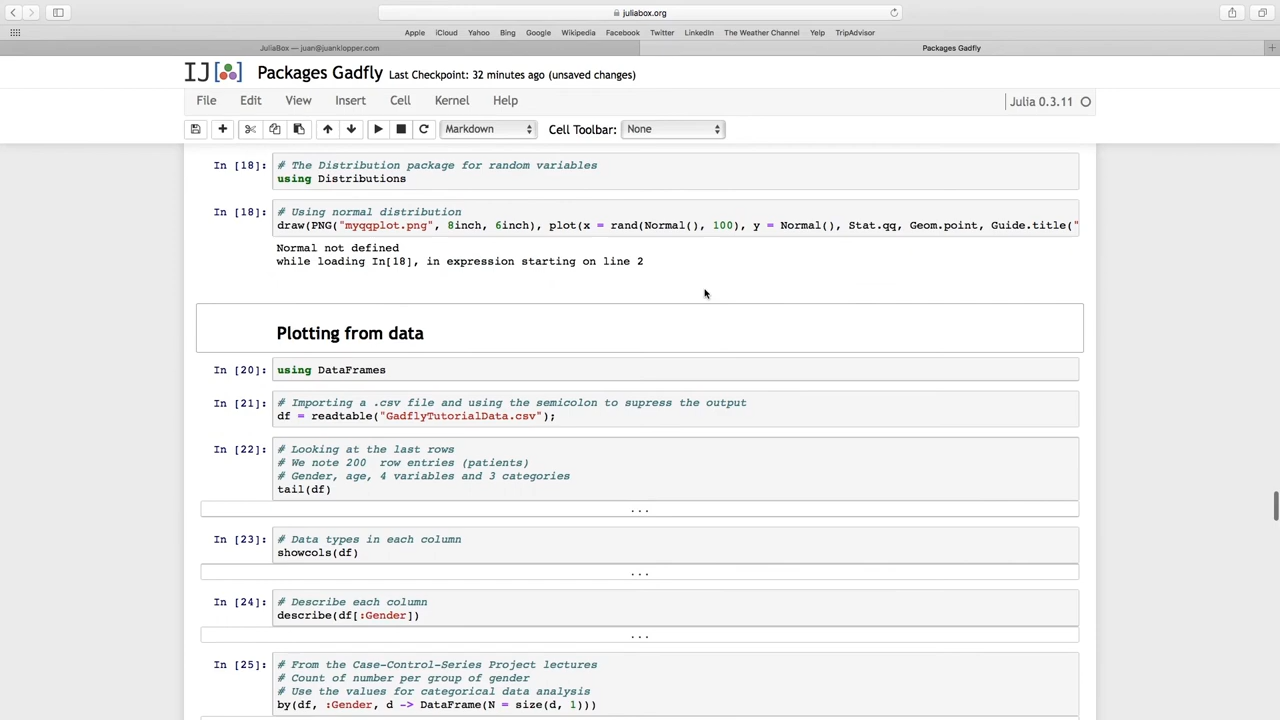 juliabox.org
Apple iCloud Yahoo Bing Google Wikipedia Facebook Twitter LinkedIn The Weather Channel Yelp TripAdvisor
JuliaBox — juan@juanklopper.com
Packages Gadfly
IJ[ ] Packages Gadfly Last Checkpoint: 32 minutes ago (unsaved changes)
File Edit View Insert Cell Kernel Help Julia 0.3.11
Markdown Cell Toolbar: None
In [18]: # The Distribution package for random variables
using Distributions
In [18]: # Using normal distribution
draw(PNG("myqqplot.png", 8inch, 6inch), plot(x = rand(Normal(), 100), y = Normal(), Stat.qq, Geom.point, Guide.title("
Normal not defined
while loading In[18], in expression starting on line 2
Plotting from data
In [20]: using DataFrames
In [21]: # Importing a .csv file and using the semicolon to supress the output
df = readtable("GadflyTutorialData.csv");
In [22]: # Looking at the last rows
# We note 200 row entries (patients)
# Gender, age, 4 variables and 3 categories
tail(df)
...
In [23]: # Data types in each column
showcols(df)
...
In [24]: # Describe each column
describe(df[:Gender])
...
In [25]: # From the Case-Control-Series Project lectures
# Count of number per group of gender
# Use the values for categorical data analysis
by(df, :Gender, d -> DataFrame(N = size(d, 1)))